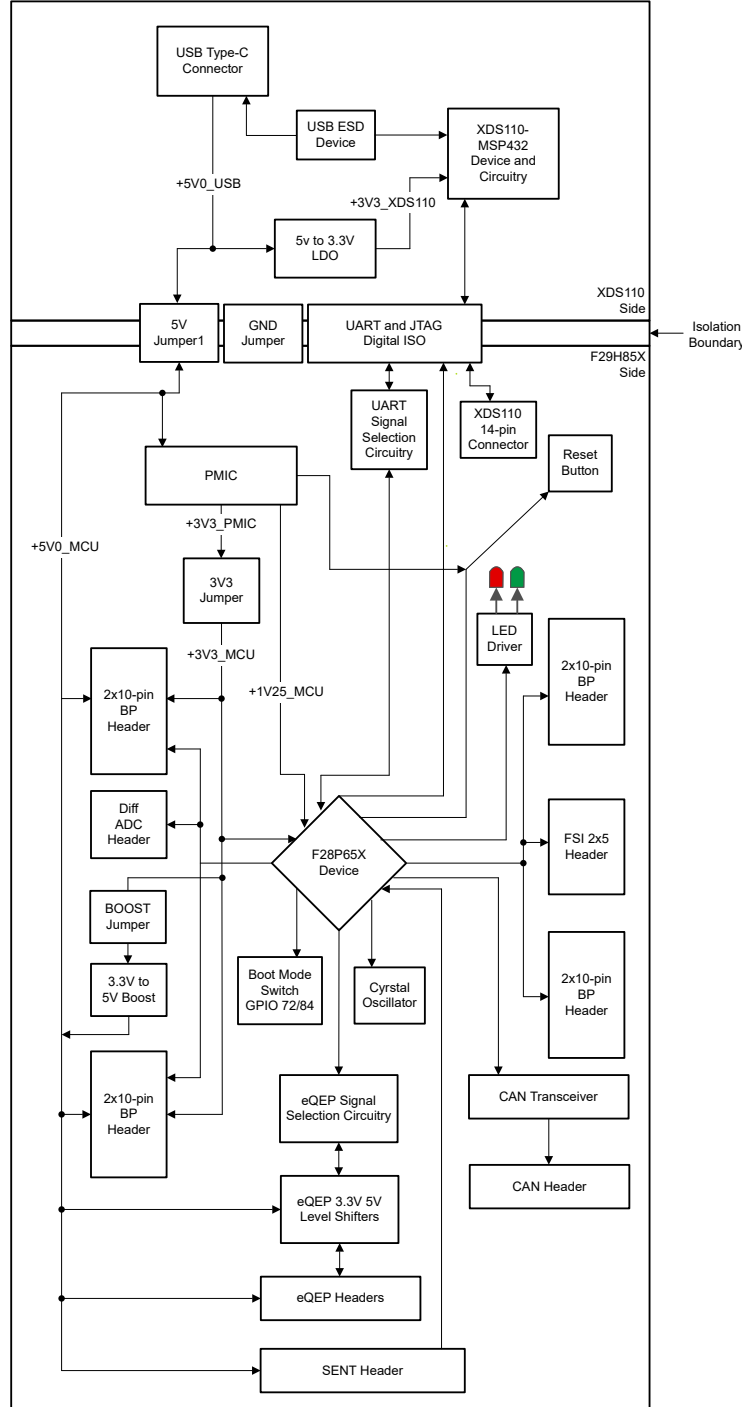 USB Type-C
Connector
USB ESD
Device
XDS110-
MSP432
Device and
Circuitry
+5V0_USB
+3V3_XDS110
5v to 3.3V
LDO
XDS110
Side
5V
Jumper1
GND
Jumper
UART and JTAG
Digital ISO
Isolation
Boundary
F29H85X
Side
UART
Signal
Selection
Circuitry
XDS110
14-pin
Connector
Reset
Button
PMIC
+3V3_PMIC
+5V0_MCU
3V3
Jumper
LED
Driver
+3V3_MCU
+1V25_MCU
2x10-pin
BP
Header
2x10-pin
BP
Header
Diff
ADC
Header
F28P65X
Device
FSI 2x5
Header
BOOST
Jumper
3.3V to
5V Boost
Boot Mode
Switch
GPIO 72/84
Cyrstal
Oscillator
2x10-pin
BP
Header
2x10-pin
BP
Header
eQEP Signal
Selection Circuitry
CAN Transceiver
CAN Header
eQEP 3.3V 5V
Level Shifters
eQEP Headers
SENT Header